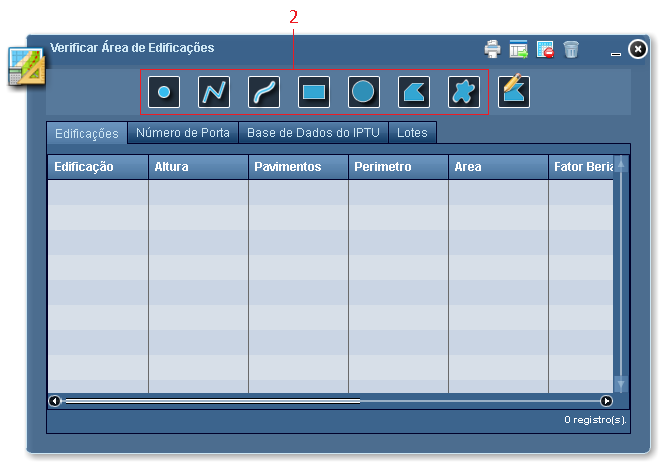 2
Verificar Área de Edificações
Edificações Número de Porta Base de Dados do IPTU Lotes
Edificação Altura Pavimentos Perimetro Area Fator Beria
0 registro(s).